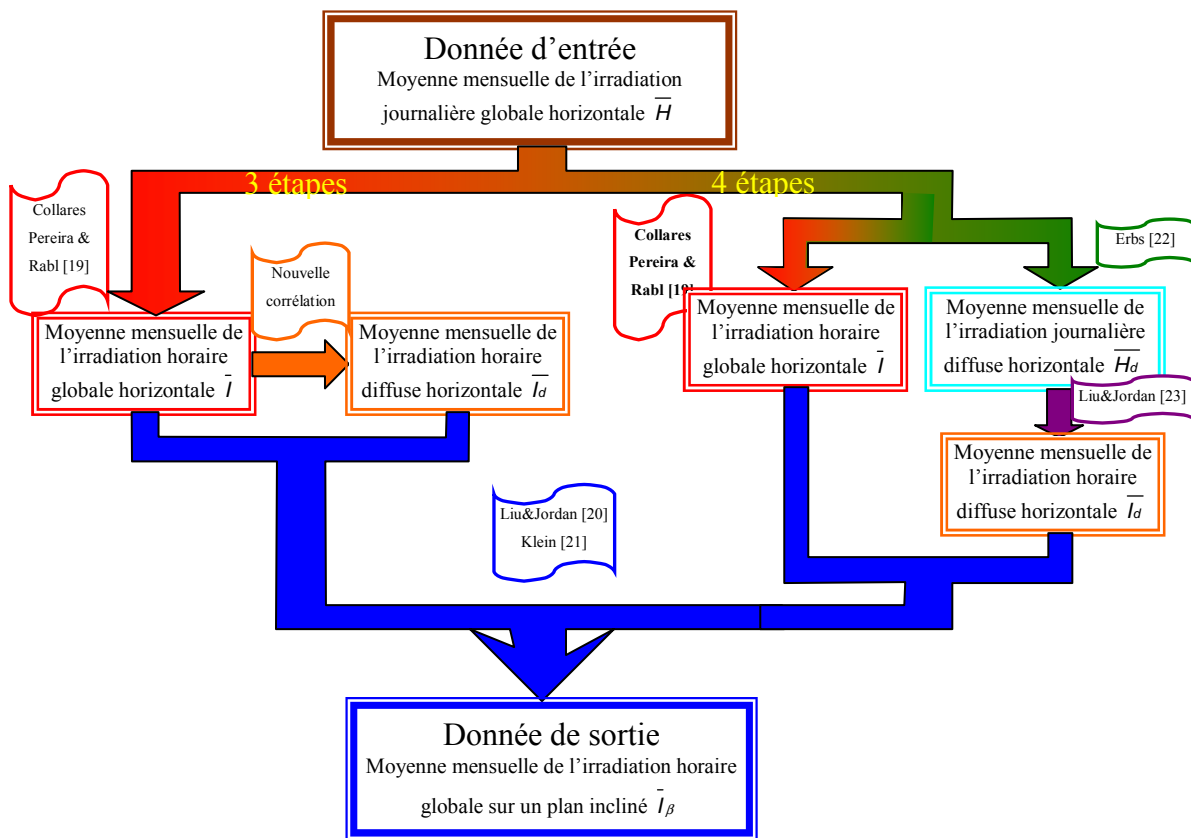 Donnée d’entrée
Moyenne mensuelle de l’irradiation
journalière globale horizontale H̅
3 étapes
4 étapes
Collares
Pereira &
Rabl [19]
Nouvelle
corrélation
Collares
Pereira &
Rabl [19]
Erbs [22]
Moyenne mensuelle de
l’irradiation horaire
globale horizontale I̅
Moyenne mensuelle de
l’irradiation horaire
diffuse horizontale I̅d
Moyenne mensuelle de
l’irradiation horaire
globale horizontale I̅
Moyenne mensuelle de
l’irradiation journalière
diffuse horizontale H̅d
Liu&Jordan [23]
Moyenne mensuelle de
l’irradiation horaire
diffuse horizontale I̅d
Liu&Jordan [20]
Klein [21]
Donnée de sortie
Moyenne mensuelle de l’irradiation horaire
globale sur un plan incliné I̅β